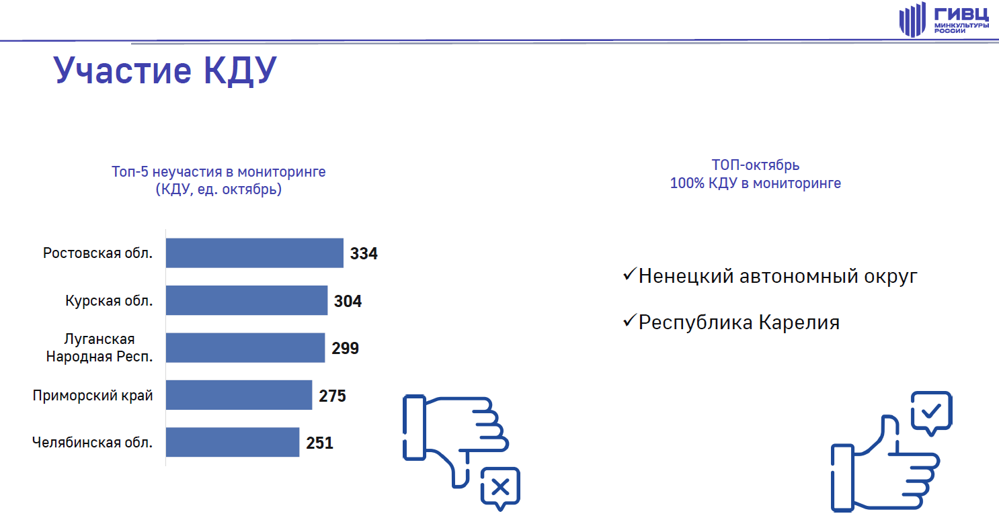 ГИВЦ
МИНКУЛЬТУРЫ
РОССИИ
Участие КДУ
Топ-5 неучастия в мониторинге
(КДУ, ед. октябрь)
Ростовская обл. 334
Курская обл. 304
Луганская
Народная Респ. 299
Приморский край 275
Челябинская обл. 251
ТОП-октябрь
100% КДУ в мониторинге
✓Ненецкий автономный округ
✓Республика Карелия